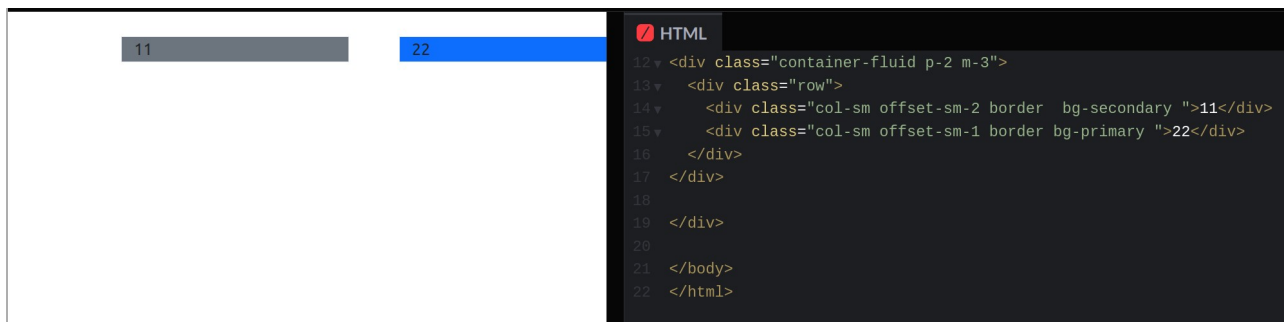 11
22
HTML
12 <div class="container-fluid p-2 m-3">
13 <div class="row">
14 <div class="col-sm offset-sm-2 border  bg-secondary ">11</div>
15 <div class="col-sm offset-sm-1 border bg-primary ">22</div>
16 </div>
17 </div>
18
19 </div>
20
21 </body>
22 </html>